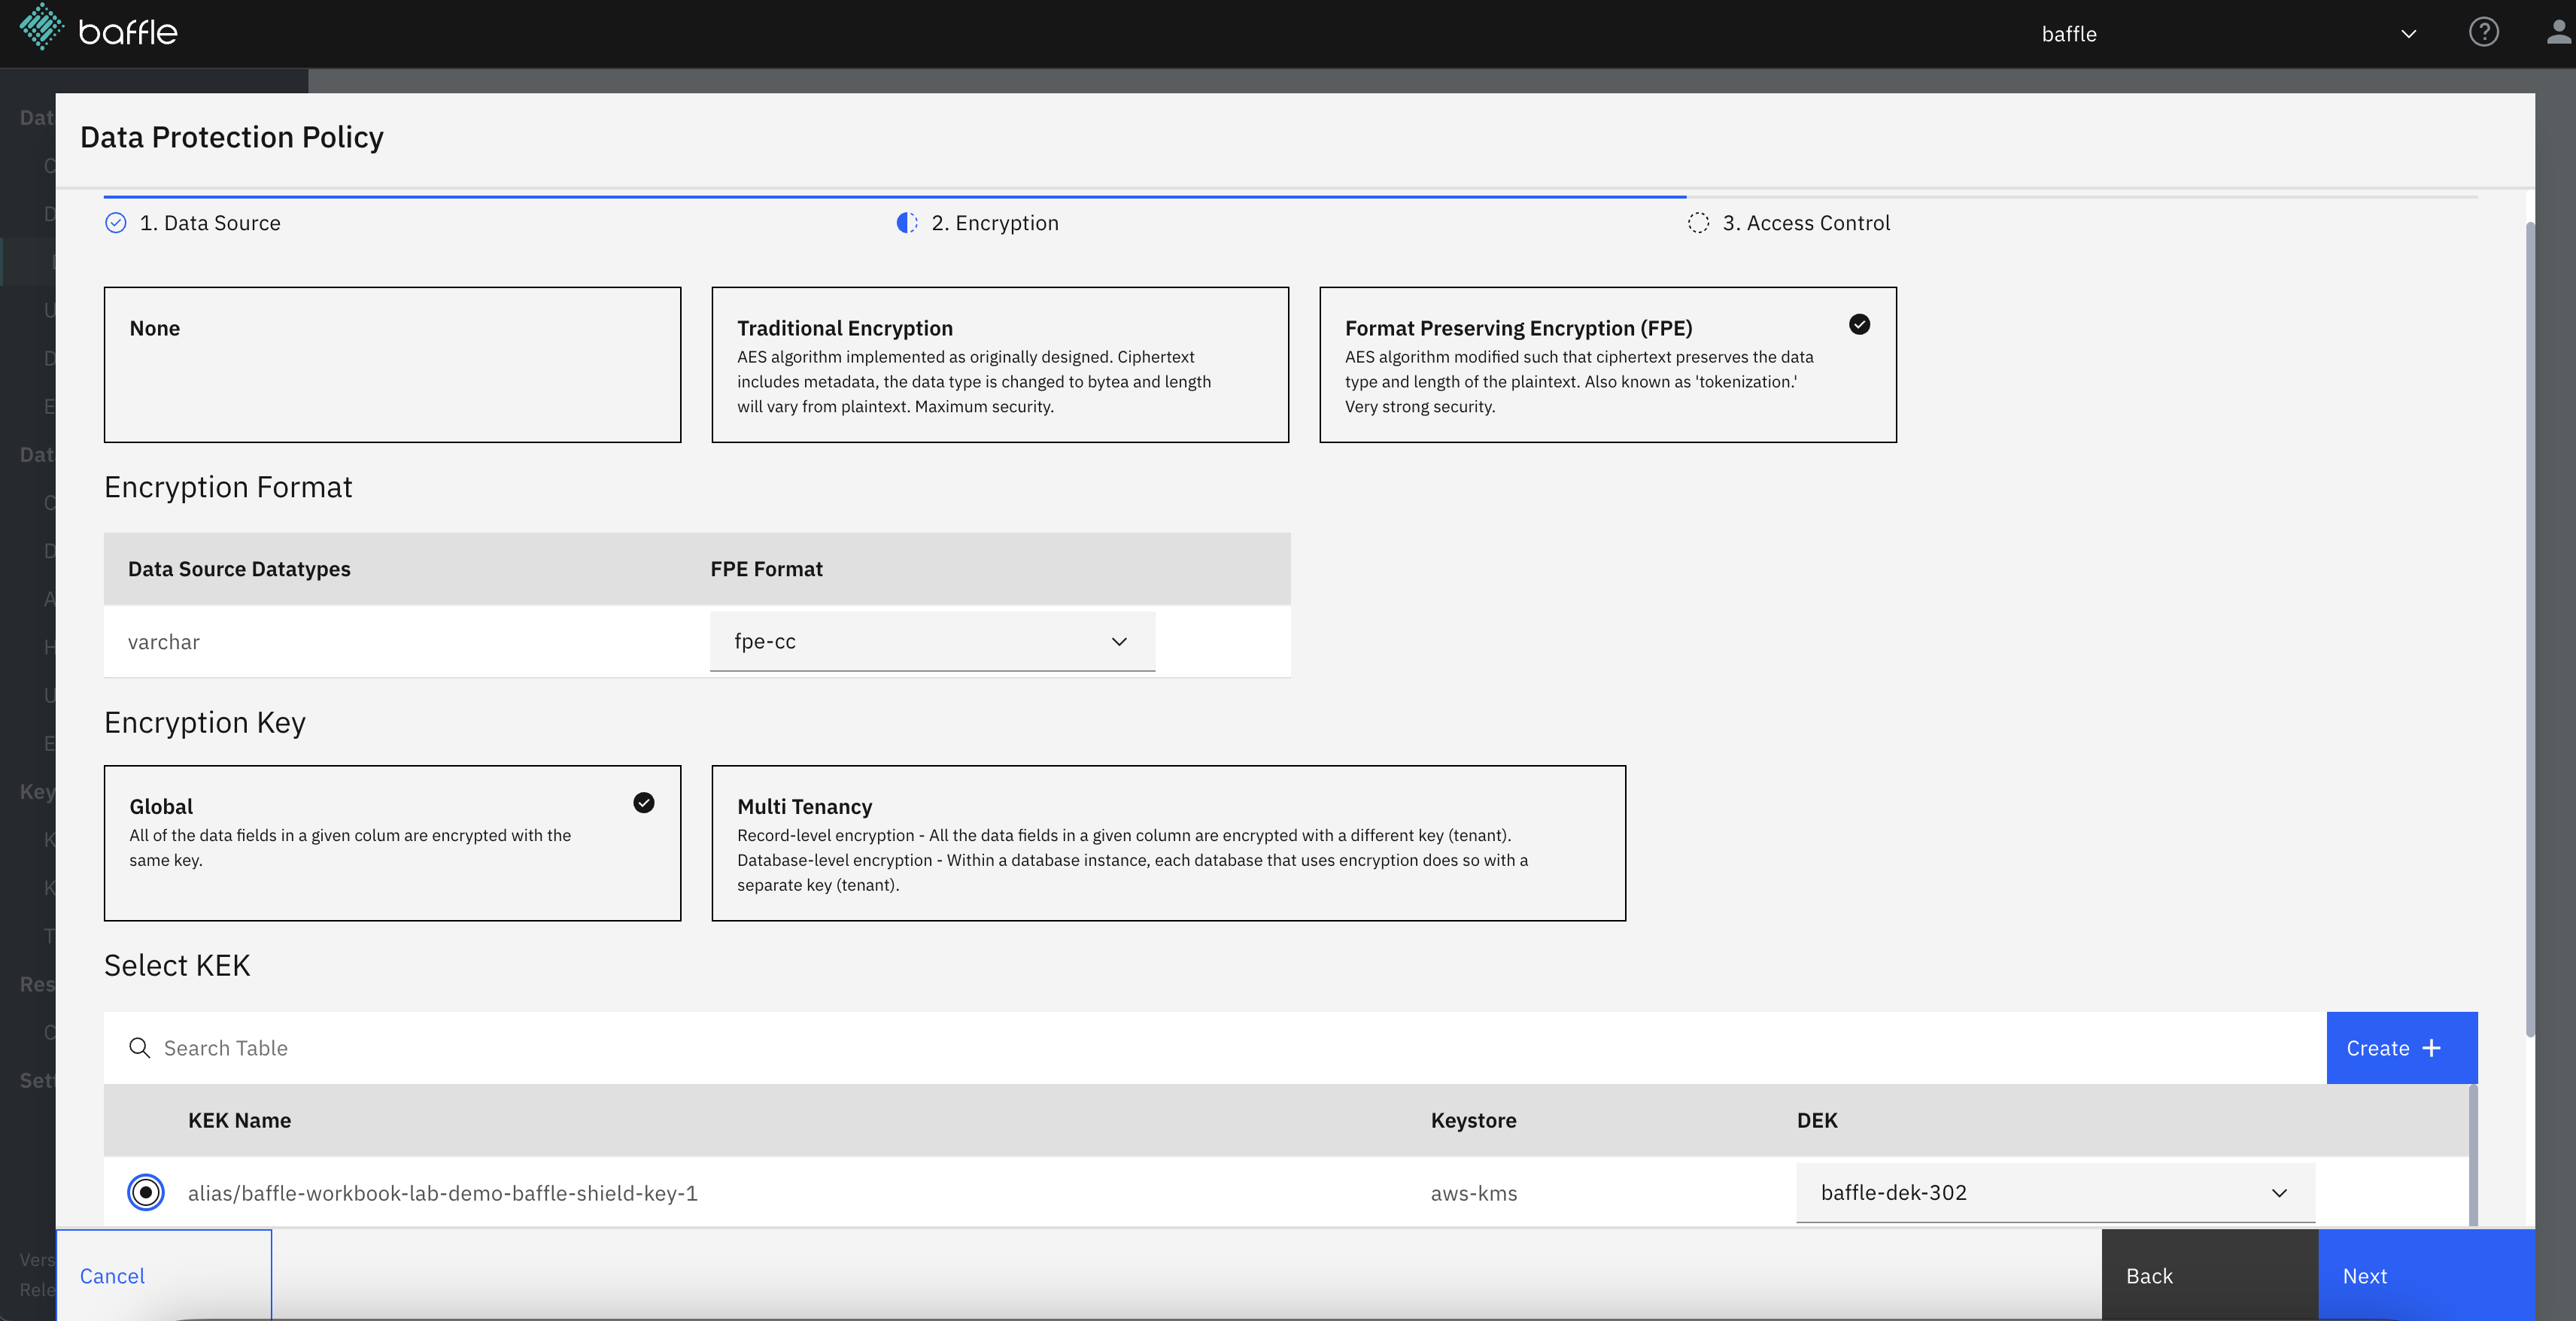 baffle
baffle
Data Protection Policy
1. Data Source
2. Encryption
3. Access Control
None
Traditional Encryption
AES algorithm implemented as originally designed. Ciphertext
includes metadata, the data type is changed to bytea and length
will vary from plaintext. Maximum security.
Format Preserving Encryption (FPE)
AES algorithm modified such that ciphertext preserves the data
type and length of the plaintext. Also known as 'tokenization.'
Very strong security.
Encryption Format
Data Source Datatypes
FPE Format
varchar
fpe-cc
Encryption Key
Global
All of the data fields in a given colum are encrypted with the
same key.
Multi Tenancy
Record-level encryption - All the data fields in a given column are encrypted with a different key (tenant).
Database-level encryption - Within a database instance, each database that uses encryption does so with a
separate key (tenant).
Select KEK
Search Table
Create +
KEK Name
Keystore
DEK
alias/baffle-workbook-lab-demo-baffle-shield-key-1
aws-kms
baffle-dek-302
Cancel
Back
Next